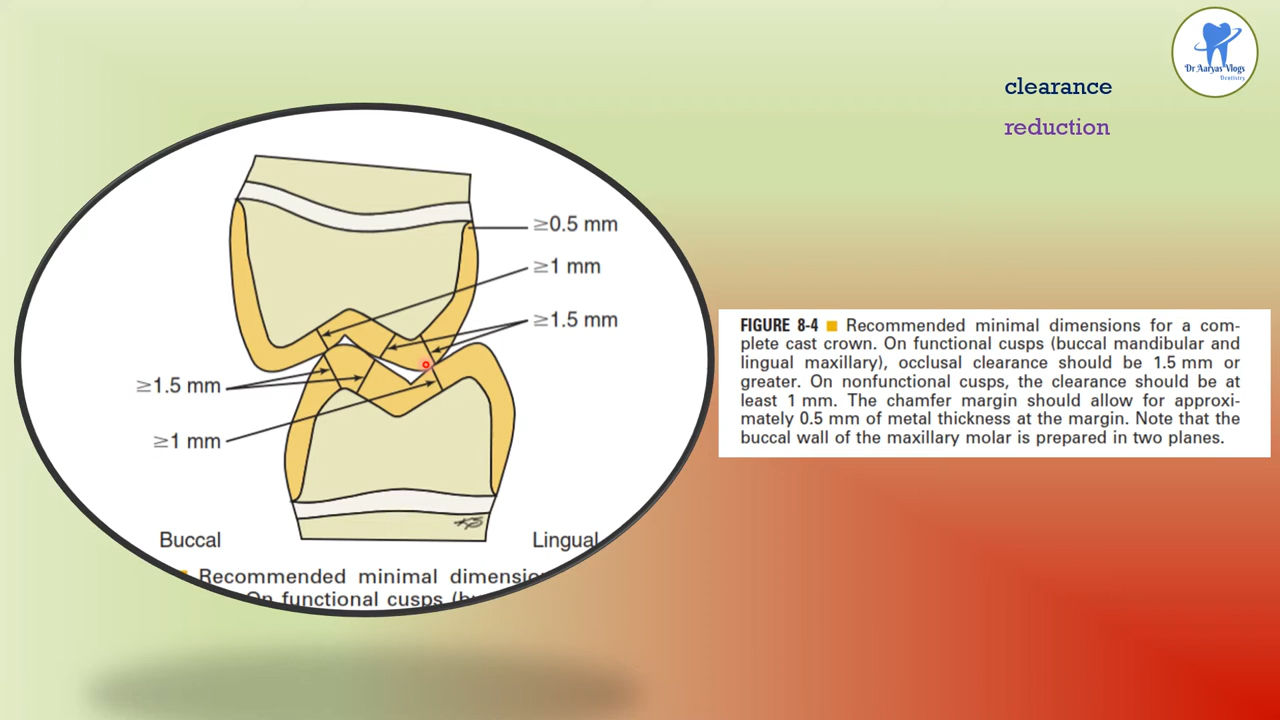 Dr Aaryas Vlogs
Dentistry
clearance
reduction
≥0.5 mm
≥1 mm
≥1.5 mm
≥1.5 mm
≥1 mm
Buccal
Lingual
Recommended minimal
functional cusps
FIGURE 8-4 ■ Recommended minimal dimensions for a com-
plete cast crown. On functional cusps (buccal mandibular and
lingual maxillary), occlusal clearance should be 1.5 mm or
greater. On nonfunctional cusps, the clearance should be at
least 1 mm. The chamfer margin should allow for approxi-
mately 0.5 mm of metal thickness at the margin. Note that the
buccal wall of the maxillary molar is prepared in two planes.